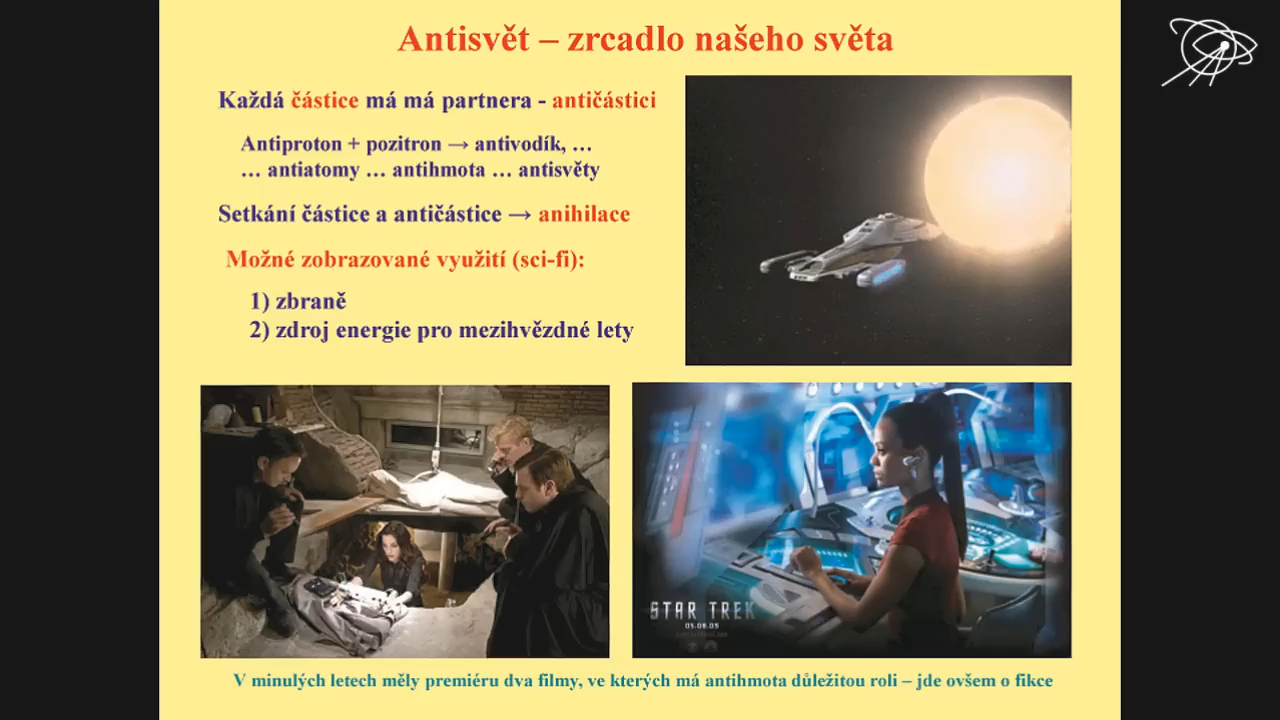 Antisvět – zrcadlo našeho světa
Každá částice má má partnera - antičástici
Antiproton + pozitron → antivodík, …
… antiatomy … antihmota … antisvěty
Setkání částice a antičástice → anihilace
Možné zobrazované využití (sci-fi):
1) zbraně
2) zdroj energie pro mezihvězdné lety
STAR TREK
05.08.09
V minulých letech měly premiéru dva filmy, ve kterých má antihmota důležitou roli – jde ovšem o fikce